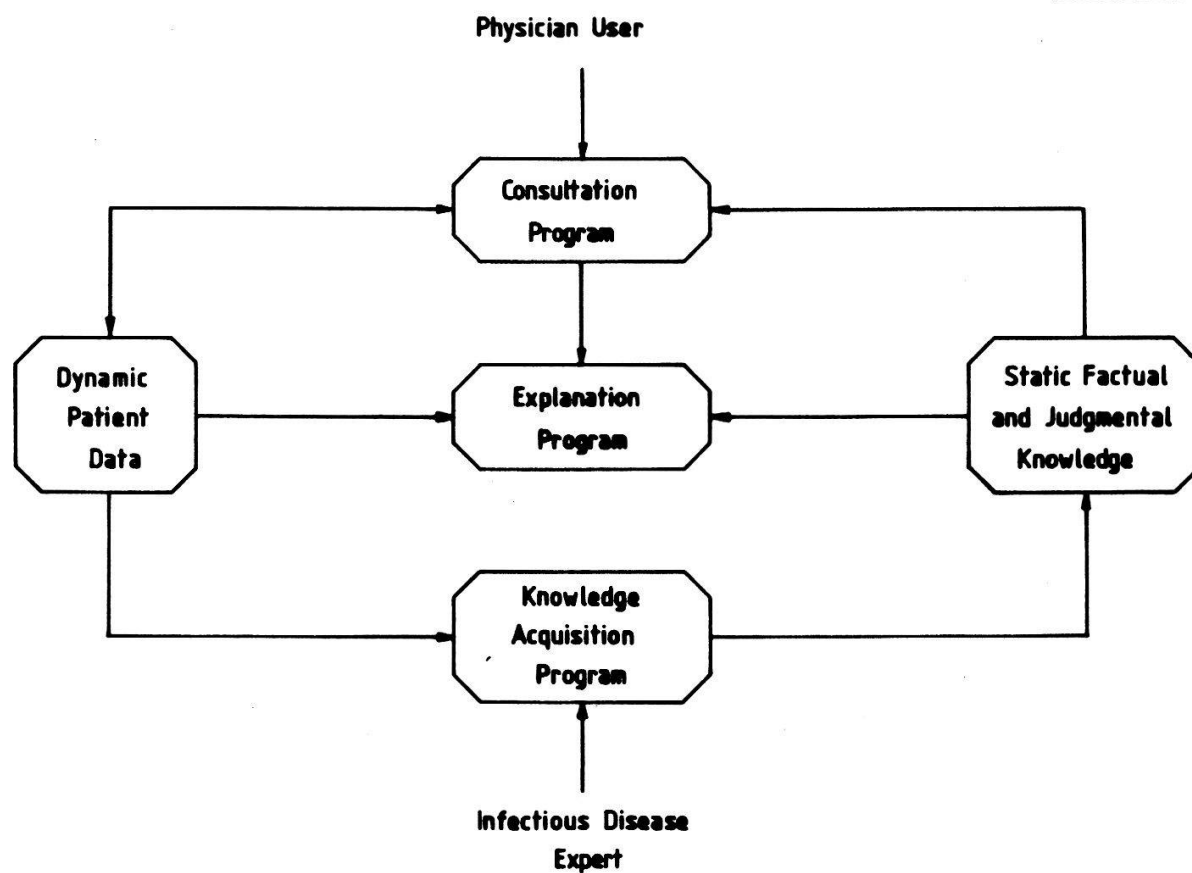 Physician User
Consultation
Program
Dynamic
Patient
Data
Explanation
Program
Static Factual
and Judgmental
Knowledge
Knowledge
Acquisition
Program
Infectious Disease
Expert